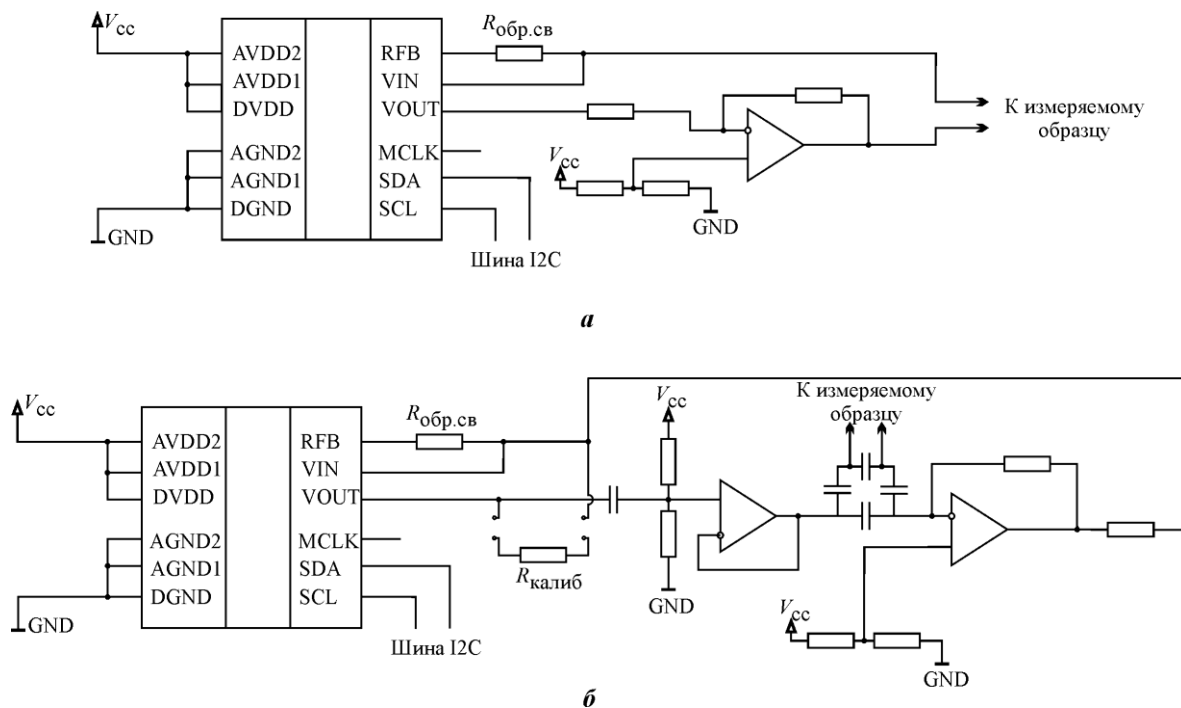 Vcc
AVDD2
AVDD1
DVDD
AGND2
AGND1
DGND
GND
RFB
VIN
VOUT
MCLK
SDA
SCL
Шина I2C
Rобр.св
Vcc
GND
К измеряемому
образцу
а
Vcc
AVDD2
AVDD1
DVDD
AGND2
AGND1
DGND
GND
RFB
VIN
VOUT
MCLK
SDA
SCL
Шина I2C
Rобр.св
Rкалиб
Vcc
GND
К измеряемому
образцу
Vcc
GND
б